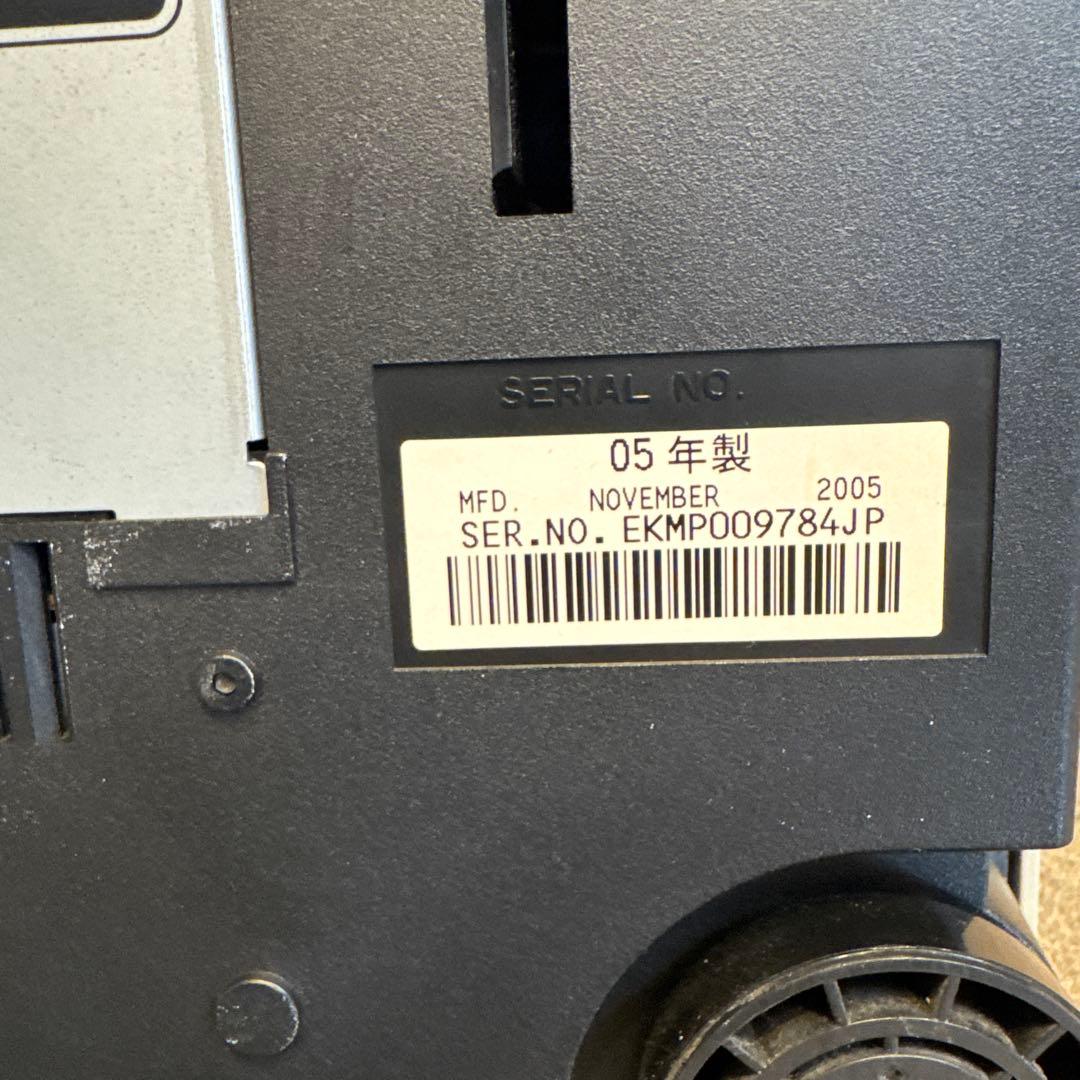 SERIAL NO.
05年製
MFD. NOVEMBER 2005
SER.NO. EKMP009784JP